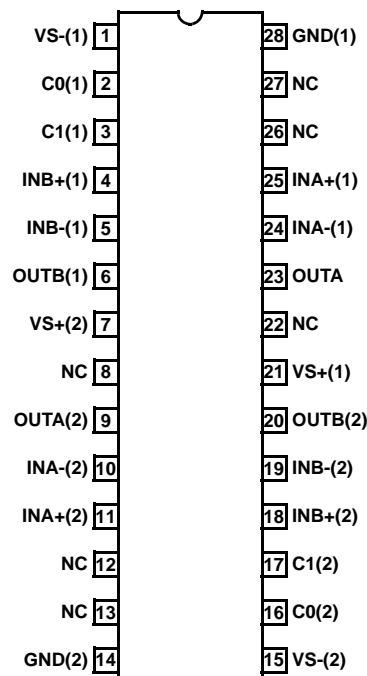 VS-(1) 1 28 GND(1)
C0(1) 2 27 NC
C1(1) 3 26 NC
INB+(1) 4 25 INA+(1)
INB-(1) 5 24 INA-(1)
OUTB(1) 6 23 OUTA
VS+(2) 7 22 NC
NC 8 21 VS+(1)
OUTA(2) 9 20 OUTB(2)
INA-(2) 10 19 INB-(2)
INA+(2) 11 18 INB+(2)
NC 12 17 C1(2)
NC 13 16 C0(2)
GND(2) 14 15 VS-(2)